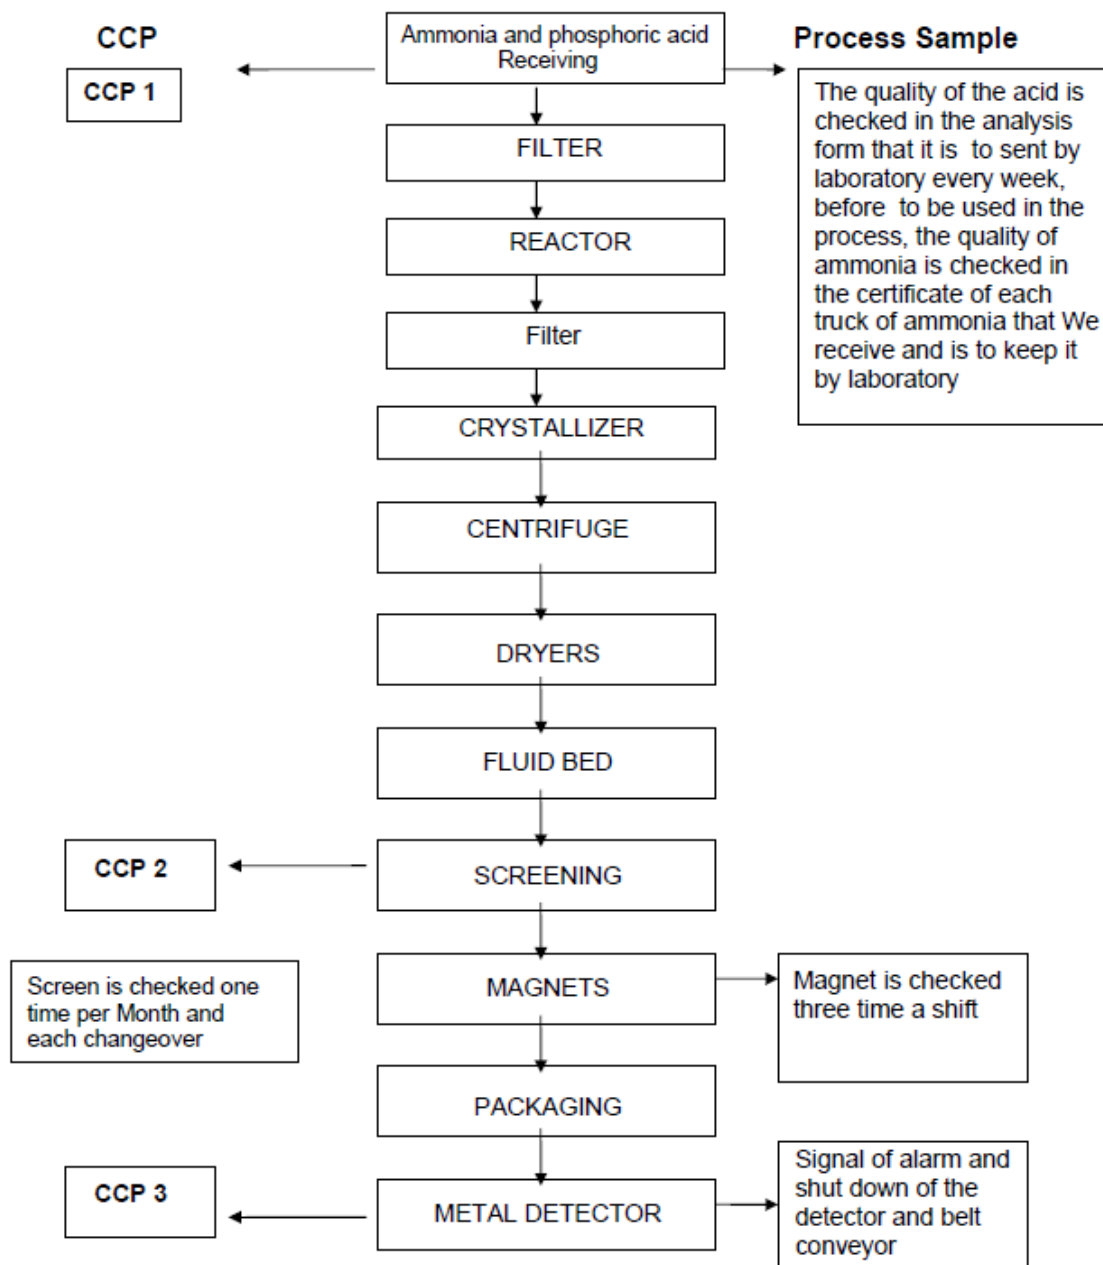 CCP
Ammonia and phosphoric acid
Receiving
Process Sample
CCP 1
The quality of the acid is
checked in the analysis
form that it is  to sent by
laboratory every week,
before  to be used in the
process, the quality of
ammonia is checked in
the certificate of each
truck of ammonia that We
receive and is to keep it
by laboratory
FILTER
REACTOR
Filter
CRYSTALLIZER
CENTRIFUGE
DRYERS
FLUID BED
CCP 2
SCREENING
Screen is checked one
time per Month and
each changeover
MAGNETS
Magnet is checked
three time a shift
PACKAGING
CCP 3
METAL DETECTOR
Signal of alarm and
shut down of the
detector and belt
conveyor